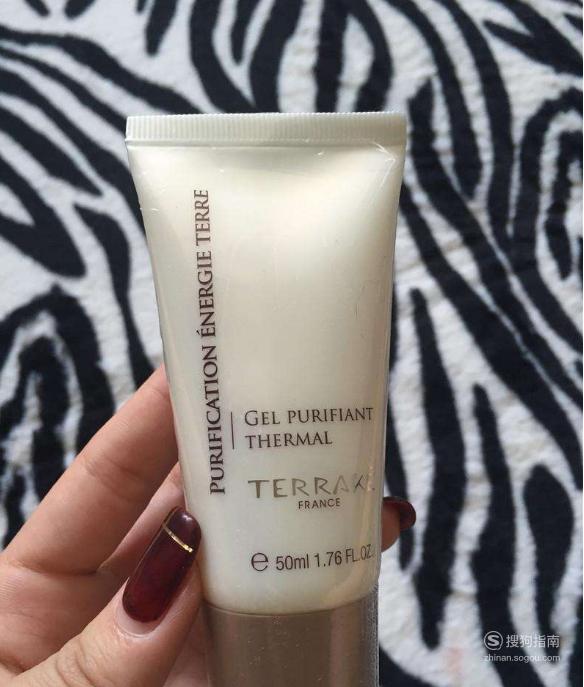 PURIFICATION ÉNERGIE TERRE
GEL PURIFIANT
THERMAL
TERRAKE
FRANCE
e 50ml 1.76 FL.OZ.
搜狗指南
zhinan.sogou.com